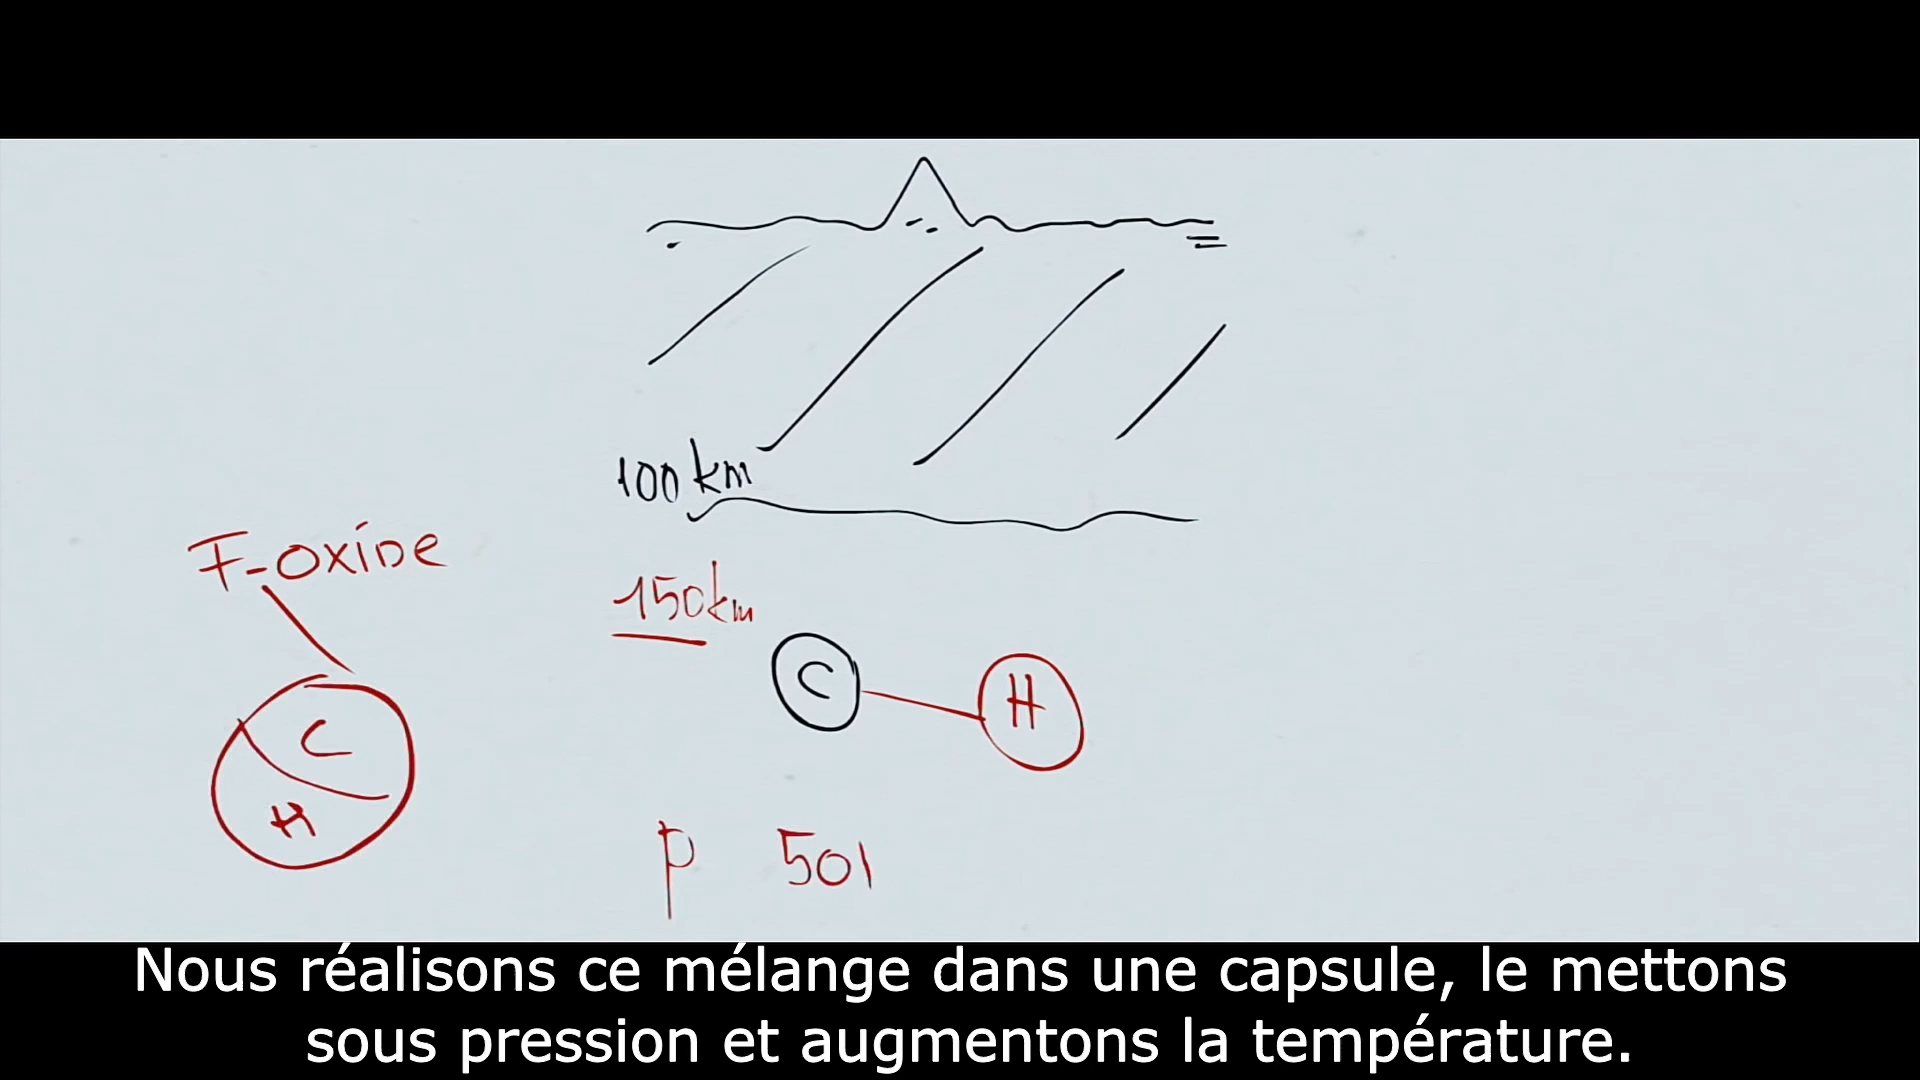 100 km
F-OXIDE
150km
C
H
C
H
P 501
Nous réalisons ce mélange dans une capsule, le mettons
sous pression et augmentons la température.